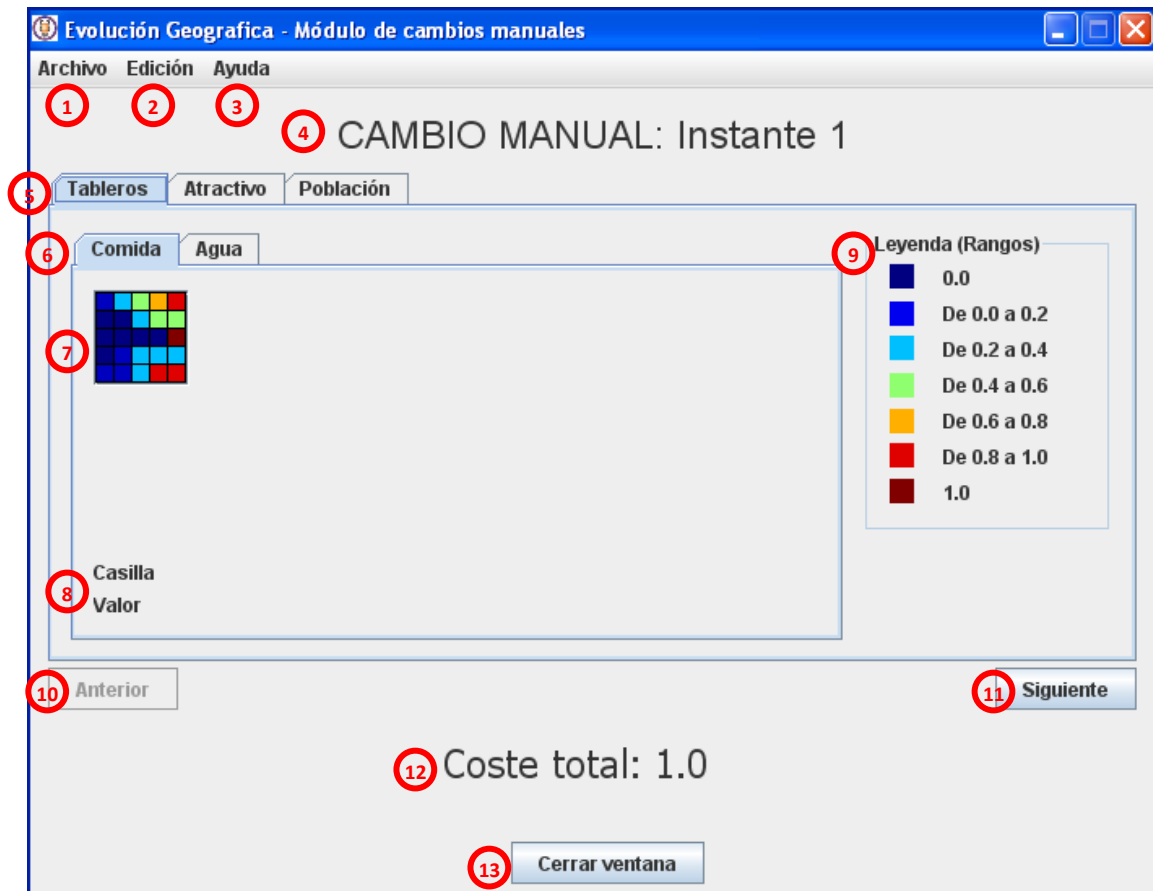 Evolución Geografica - Módulo de cambios manuales
Archivo Edición Ayuda
1 2 3
4 CAMBIO MANUAL: Instante 1
5 Tableros Atractivo Población
6 Comida Agua
9 Leyenda (Rangos)
0.0
De 0.0 a 0.2
De 0.2 a 0.4
De 0.4 a 0.6
De 0.6 a 0.8
De 0.8 a 1.0
1.0
7
8 Casilla
Valor
10 Anterior
11 Siguiente
12 Coste total: 1.0
13 Cerrar ventana